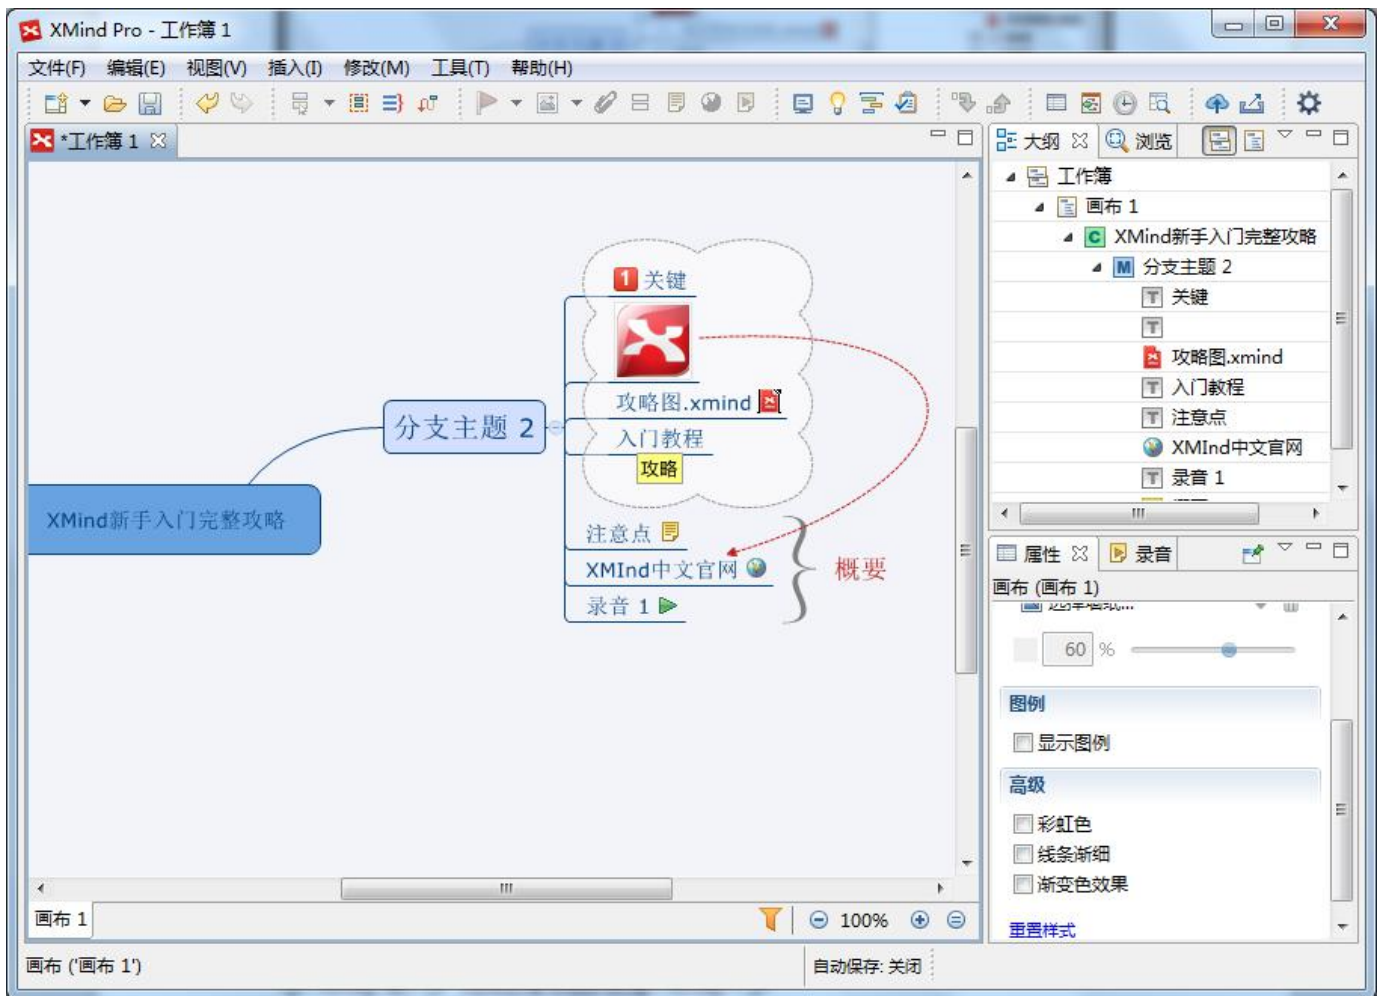 XMind Pro - 工作簿 1
文件(F) 编辑(E) 视图(V) 插入(I) 修改(M) 工具(T) 帮助(H)
*工作簿 1
大纲 浏览
工作簿
画布 1
XMind新手入门完整攻略
分支主题 2
关键
攻略图.xmind
入门教程
注意点
XMInd中文官网
录音 1
1 关键
攻略图.xmind
分支主题 2
入门教程
攻略
XMind新手入门完整攻略
注意点
XMInd中文官网
概要
录音 1
属性 录音
画布 (画布 1)
60 %
图例
显示图例
高级
彩虹色
线条渐细
渐变色效果
重置样式
画布 1
100%
画布 ('画布 1')
自动保存: 关闭